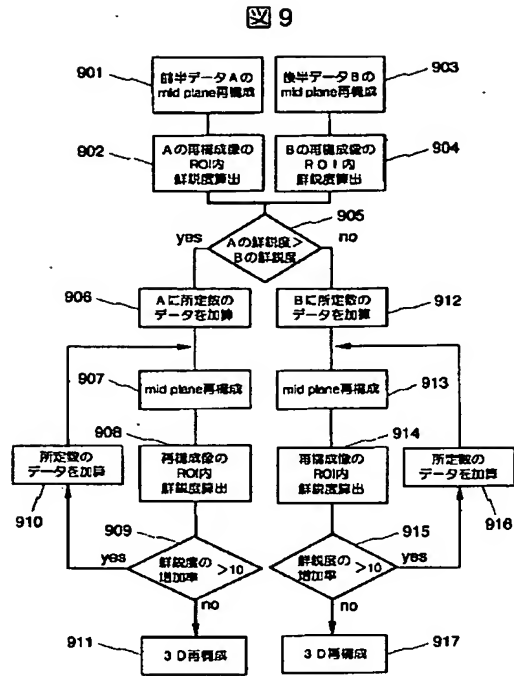 図9
901
前半データAの
mid plane再構成
後半データBの
mid plane再構成
903
902
Aの再構成像の
ROI内
鮮鋭度算出
Bの再構成像の
ROI内
鮮鋭度算出
904
905
yes
Aの鮮鋭度>
Bの鮮鋭度
no
906
Aに所定数の
データを加算
Bに所定数の
データを加算
912
907
mid plane再構成
mid plane再構成
913
908
再構成像の
ROI内
鮮鋭度算出
再構成像の
ROI内
鮮鋭度算出
914
所定数の
データを加算
910
所定数の
データを加算
916
909
yes
鮮鋭度の
増加率 >10
no
915
鮮鋭度の
増加率 >10
yes
no
911
3D再構成
3D再構成
917